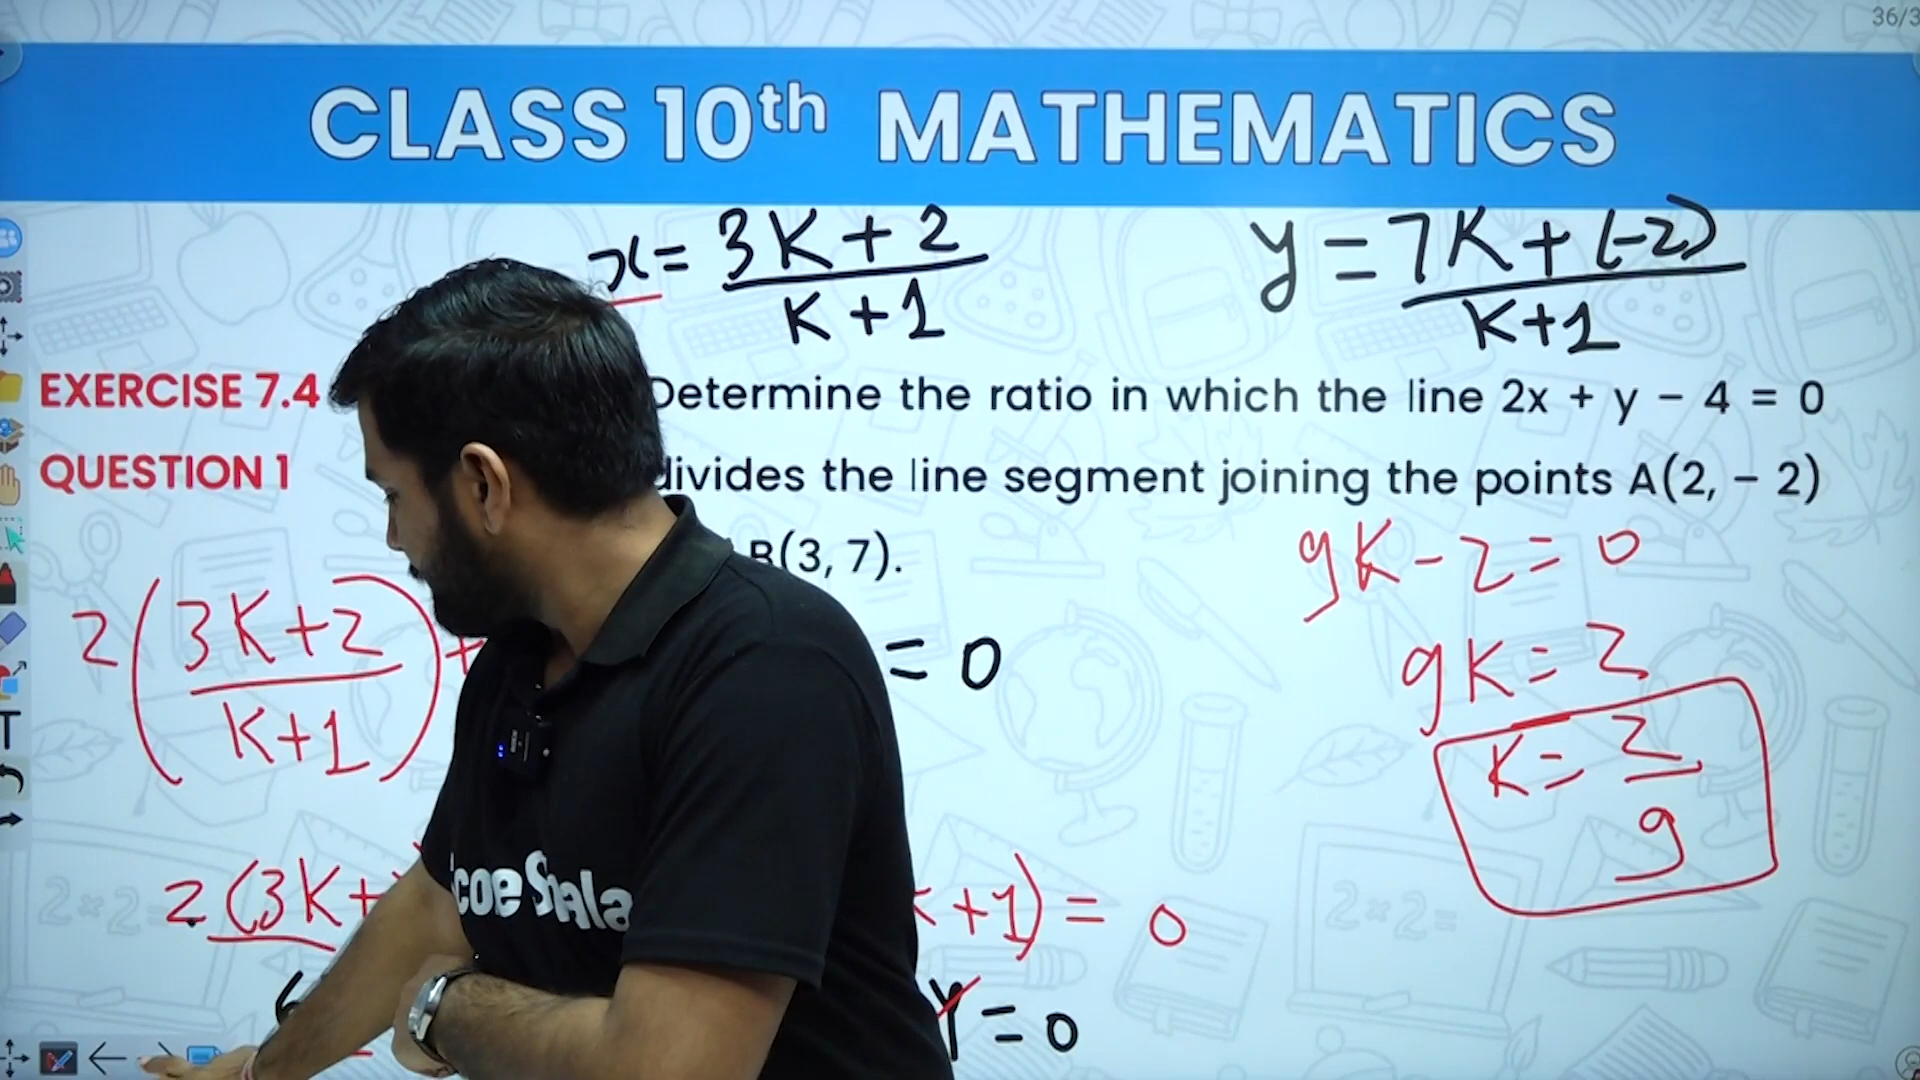 36/3
CLASS 10th MATHEMATICS
x = 3K+2 / K+1
y = 7K+(-2) / K+1
EXERCISE 7.4
Determine the ratio in which the line 2x + y – 4 = 0
QUESTION 1
divides the line segment joining the points A(2, – 2)
B(3, 7).
9K-2=0
2(3K+2 / K+1)+
= 0
9K=2
K=2/9
2(3K+
+1)= 0
=0
coe Shala
T